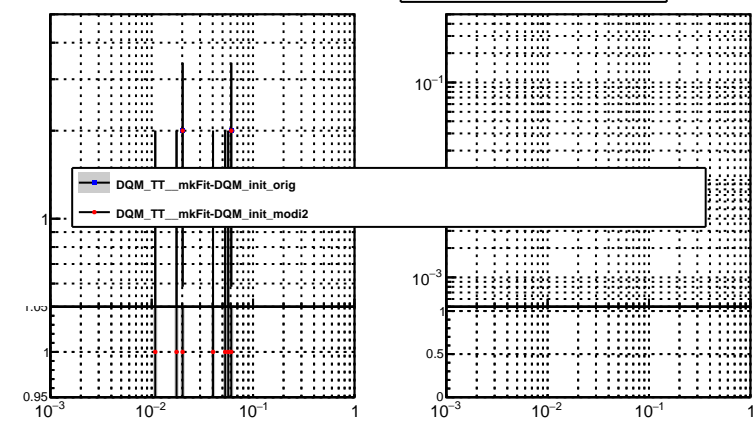 10⁻¹
DQM_TT__mkFit-DQM_init_orig
DQM_TT__mkFit-DQM_init_modi2
1
10⁻³
1.05
1
1
0.5
0.95
0
10⁻³ 10⁻² 10⁻¹ 1
10⁻³ 10⁻² 10⁻¹ 1